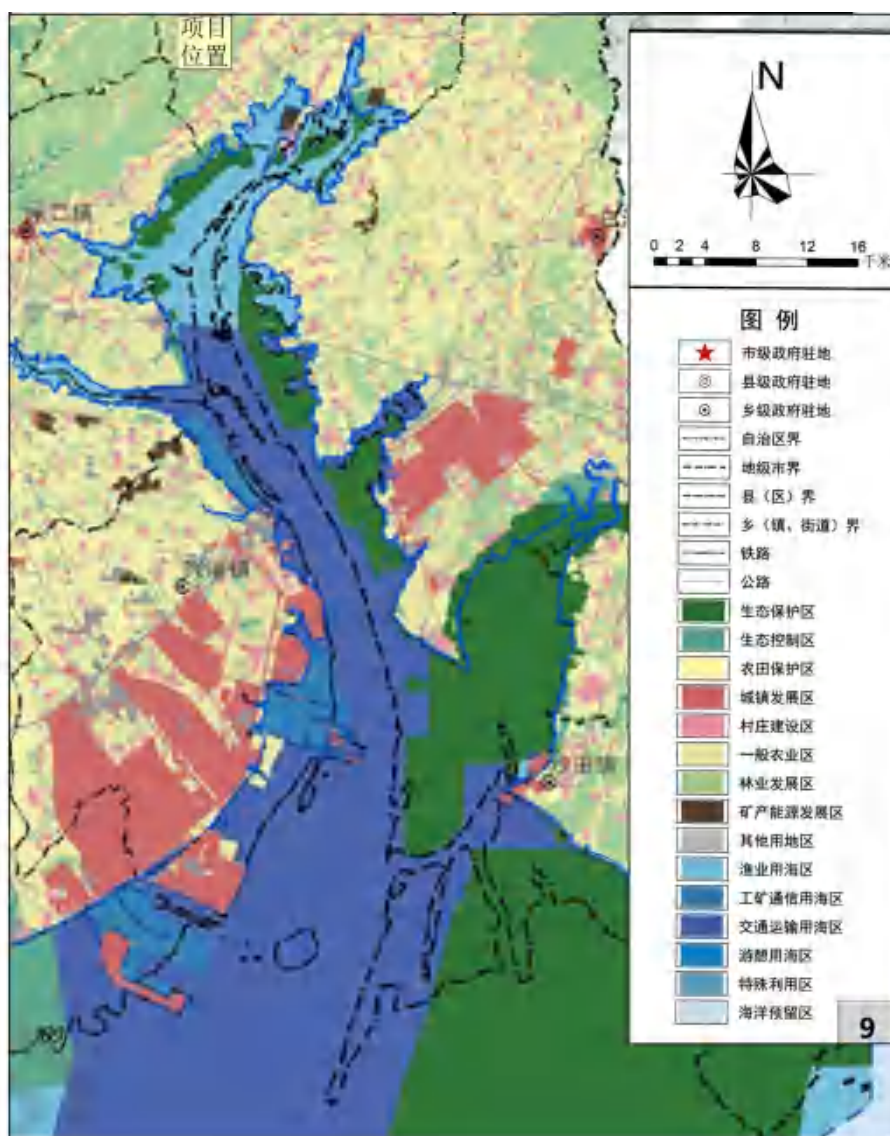 项目
位置
N
0 2 4 8 12 16
千米
图 例
市级政府驻地
县级政府驻地
乡级政府驻地
自治区界
地级市界
县（区）界
乡（镇、街道）界
铁路
公路
生态保护区
生态控制区
农田保护区
城镇发展区
村庄建设区
一般农业区
林业发展区
矿产能源发展区
其他用地区
渔业用海区
工矿通信用海区
交通运输用海区
游憩用海区
特殊利用区
海洋预留区
9
田镇